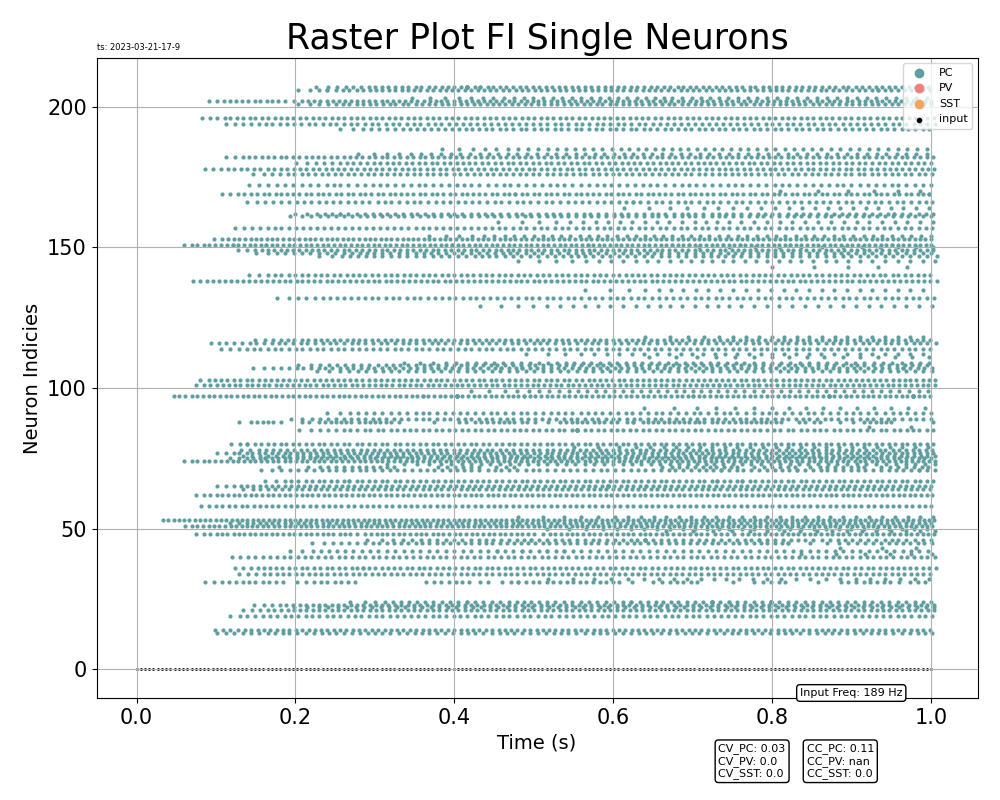 Raster Plot FI Single Neurons
ts: 2023-03-21-17-9
PC
PV
SST
input
200
150
100
50
0
Neuron Indicies
0.0 0.2 0.4 0.6 0.8 1.0
Time (s)
Input Freq: 189 Hz
CV_PC: 0.03
CV_PV: 0.0
CV_SST: 0.0
CC_PC: 0.11
CC_PV: nan
CC_SST: 0.0